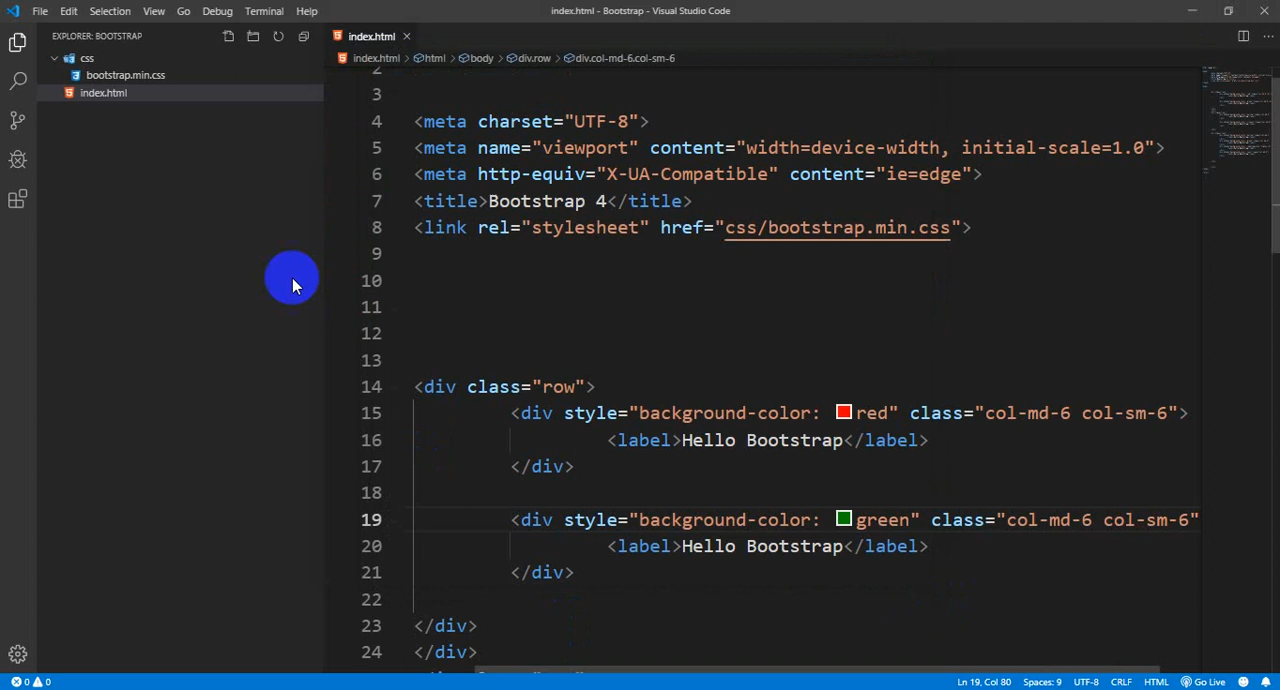 File Edit Selection View Go Debug Terminal Help
index.html - Bootstrap - Visual Studio Code
EXPLORER: BOOTSTRAP
css
bootstrap.min.css
index.html
index.html
index.html > html > body > div.row > div.col-md-6.col-sm-6
2
3
4 <meta charset="UTF-8">
5 <meta name="viewport" content="width=device-width, initial-scale=1.0">
6 <meta http-equiv="X-UA-Compatible" content="ie=edge">
7 <title>Bootstrap 4</title>
8 <link rel="stylesheet" href="css/bootstrap.min.css">
9
10
11
12
13
14 <div class="row">
15 <div style="background-color: red" class="col-md-6 col-sm-6">
16 <label>Hello Bootstrap</label>
17 </div>
18
19 <div style="background-color: green" class="col-md-6 col-sm-6"
20 <label>Hello Bootstrap</label>
21 </div>
22
23 </div>
24 </div>
0 0 Ln 19, Col 80 Spaces: 9 UTF-8 CRLF HTML Go Live